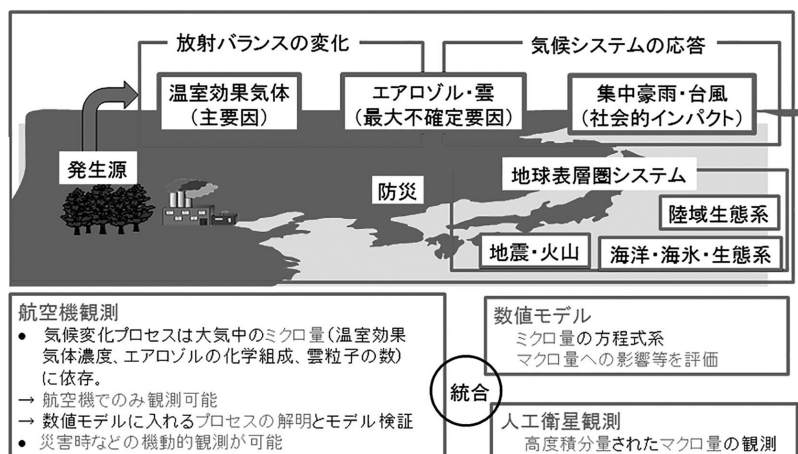 放射バランスの変化
気候システムの応答
温室効果気体
（主要因）
エアロゾル・雲
（最大不確定要因）
集中豪雨・台風
（社会的インパクト）
発生源
防災
地球表層圏システム
陸域生態系
地震・火山
海洋・海氷・生態系
航空機観測
● 気候変化プロセスは大気中のミクロ量（温室効果
気体濃度、エアロゾルの化学組成、雲粒子の数）
に依存。
→ 航空機でのみ観測可能
→ 数値モデルに入れるプロセスの解明とモデル検証
● 災害時などの機動的観測が可能
統合
数値モデル
ミクロ量の方程式系
マクロ量への影響等を評価
人工衛星観測
高度積分量されたマクロ量の観測